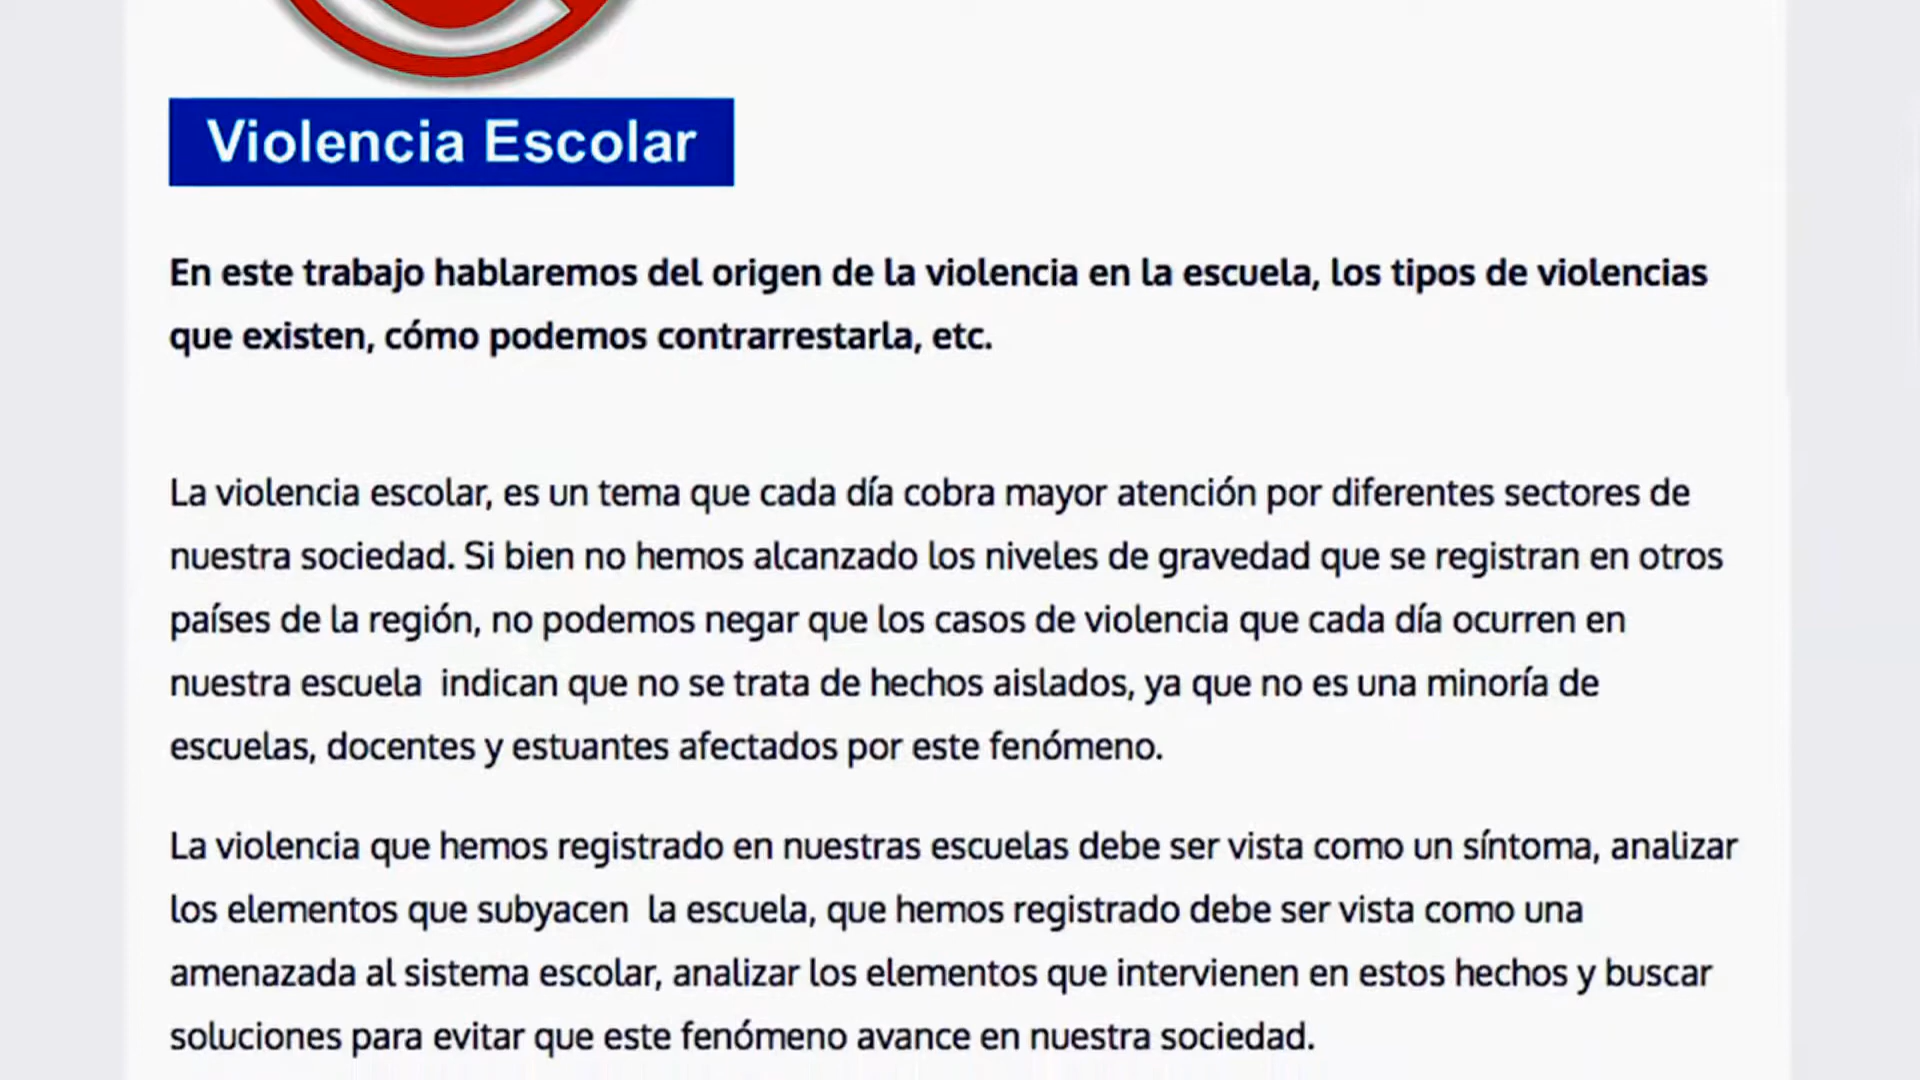 Violencia Escolar
En este trabajo hablaremos del origen de la violencia en la escuela, los tipos de violencias
que existen, cómo podemos contrarrestarla, etc.
La violencia escolar, es un tema que cada día cobra mayor atención por diferentes sectores de
nuestra sociedad. Si bien no hemos alcanzado los niveles de gravedad que se registran en otros
países de la región, no podemos negar que los casos de violencia que cada día ocurren en
nuestra escuela  indican que no se trata de hechos aislados, ya que no es una minoría de
escuelas, docentes y estuantes afectados por este fenómeno.
La violencia que hemos registrado en nuestras escuelas debe ser vista como un síntoma, analizar
los elementos que subyacen  la escuela, que hemos registrado debe ser vista como una
amenazada al sistema escolar, analizar los elementos que intervienen en estos hechos y buscar
soluciones para evitar que este fenómeno avance en nuestra sociedad.